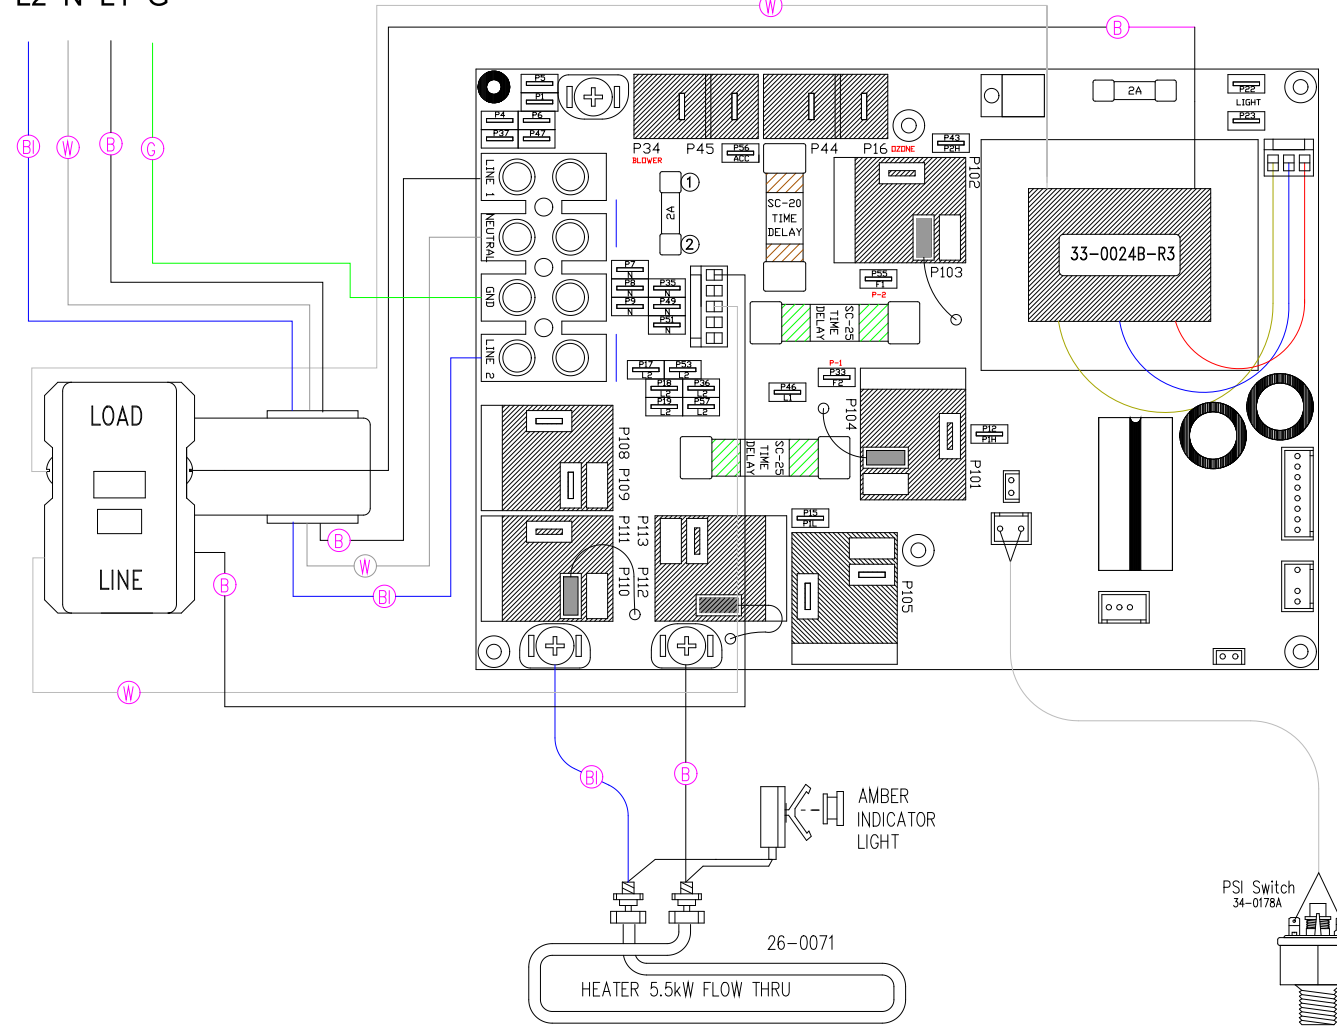 L2 N L1 G
W
B
BI
W
B
G
P5
P1
P4
P6
P37
P47
P34
BLOWER
P45
P56
ACC
P44
P16
OZONE
P43
P2H
P102
2A
P22
LIGHT
P23
LINE 1
NEUTRAL
GND
LINE 2
1
2A
2
SC-20
TIME
DELAY
P103
33-0024B-R3
P7
N
P8
N
P35
N
P9
N
P49
N
P51
N
P55
F1
P-2
SC-25
TIME
DELAY
P-1
P33
F2
P17
L2
P53
L2
P18
L2
P36
L2
P19
L2
P57
L2
P46
L1
P104
P12
P1H
P101
SC-25
TIME
DELAY
LOAD
LINE
P108
P109
P111
P110
P113
P112
P15
P1L
P105
B
W
BI
B
W
BI
B
AMBER
INDICATOR
LIGHT
PSI Switch
34-0178A
26-0071
HEATER 5.5kW FLOW THRU